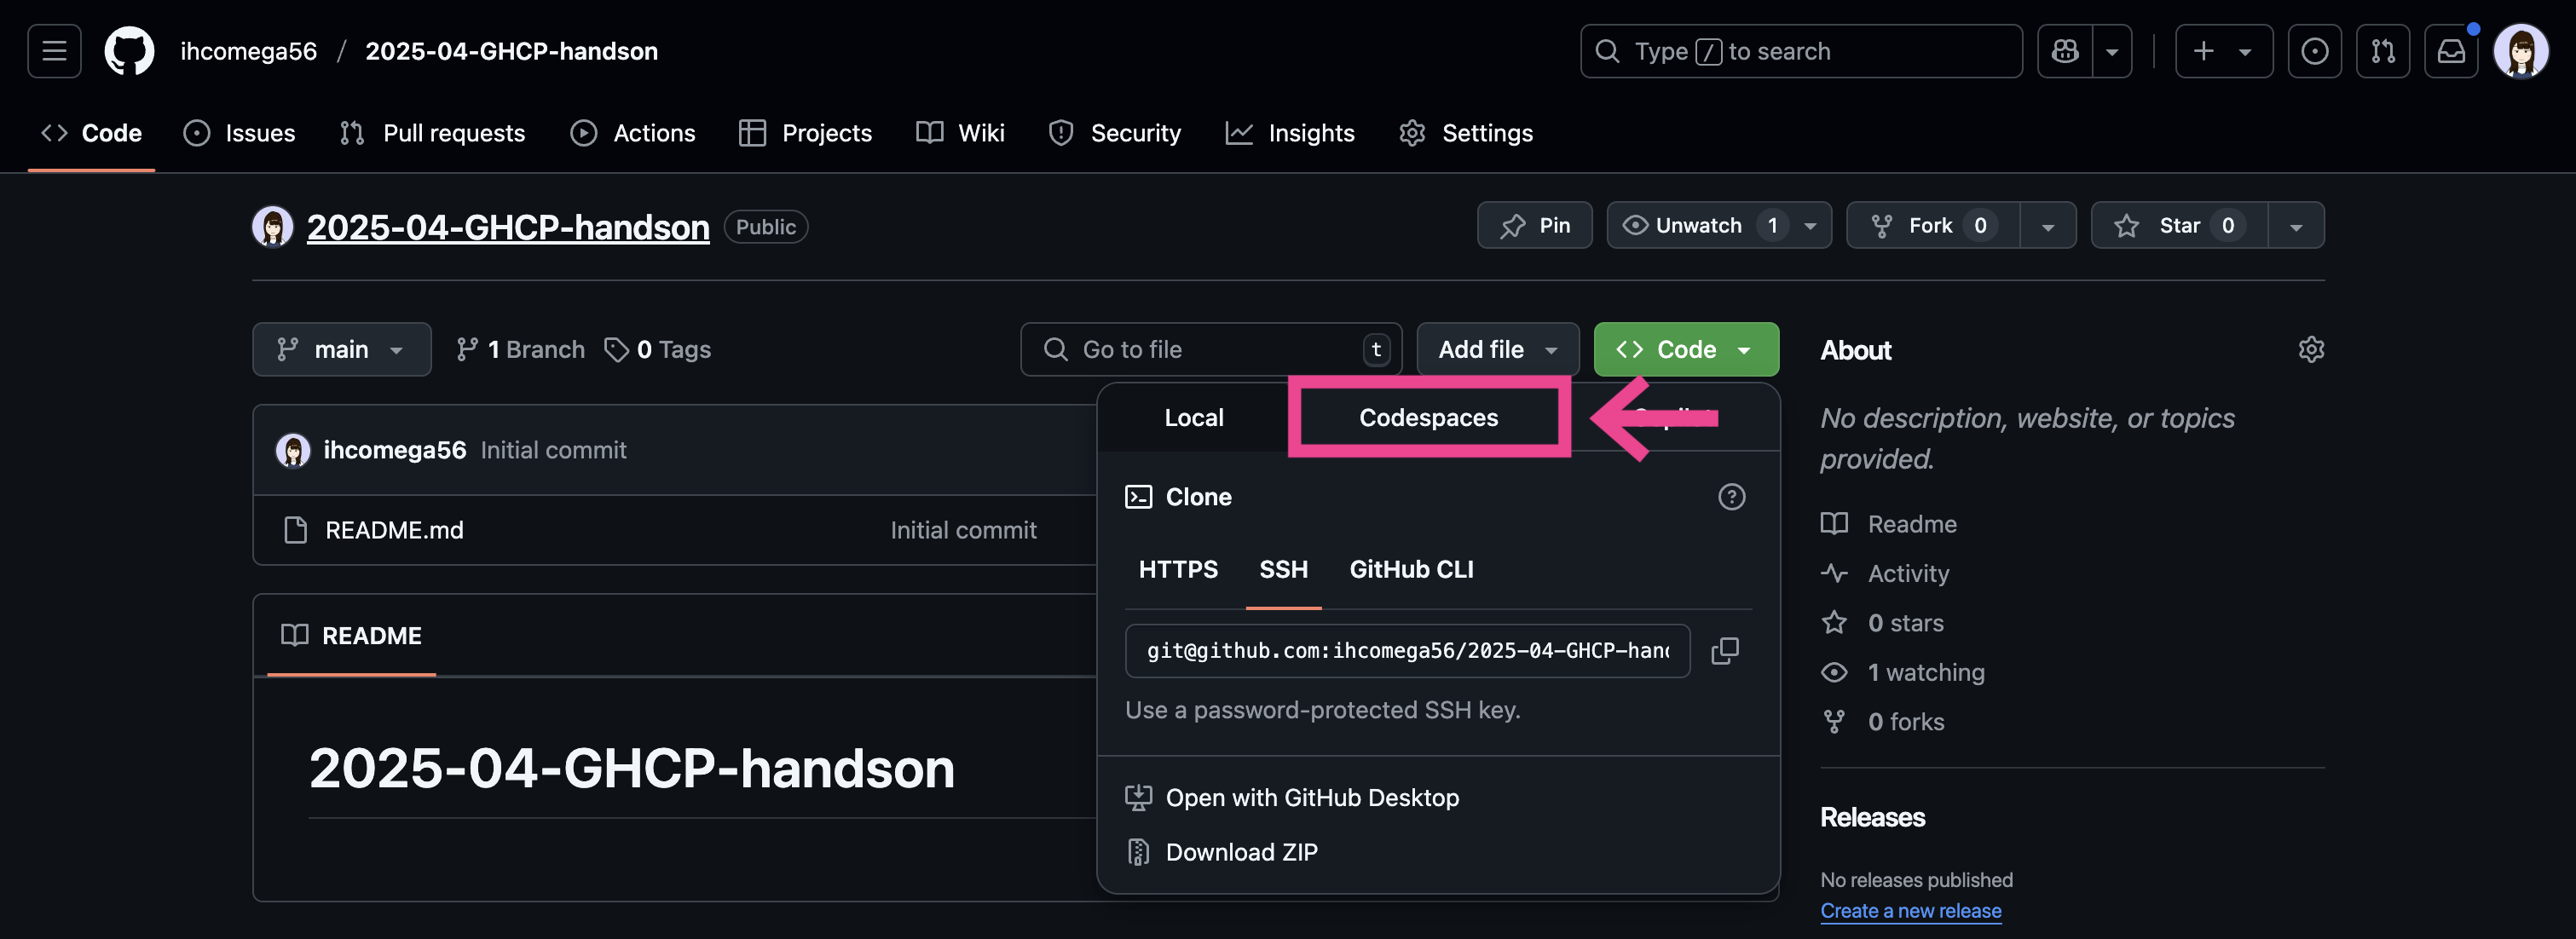 ihcomega56 / 2025-04-GHCP-handson
Type / to search
Code Issues Pull requests Actions Projects Wiki Security Insights Settings
2025-04-GHCP-handson Public
Pin Unwatch 1 Fork 0 Star 0
main 1 Branch 0 Tags
Go to file t Add file Code
Local Codespaces
ihcomega56 Initial commit
README.md Initial commit
README
2025-04-GHCP-handson
Clone
HTTPS SSH GitHub CLI
git@github.com:ihcomega56/2025-04-GHCP-hand
Use a password-protected SSH key.
Open with GitHub Desktop
Download ZIP
About
No description, website, or topics
provided.
Readme
Activity
0 stars
1 watching
0 forks
Releases
No releases published
Create a new release